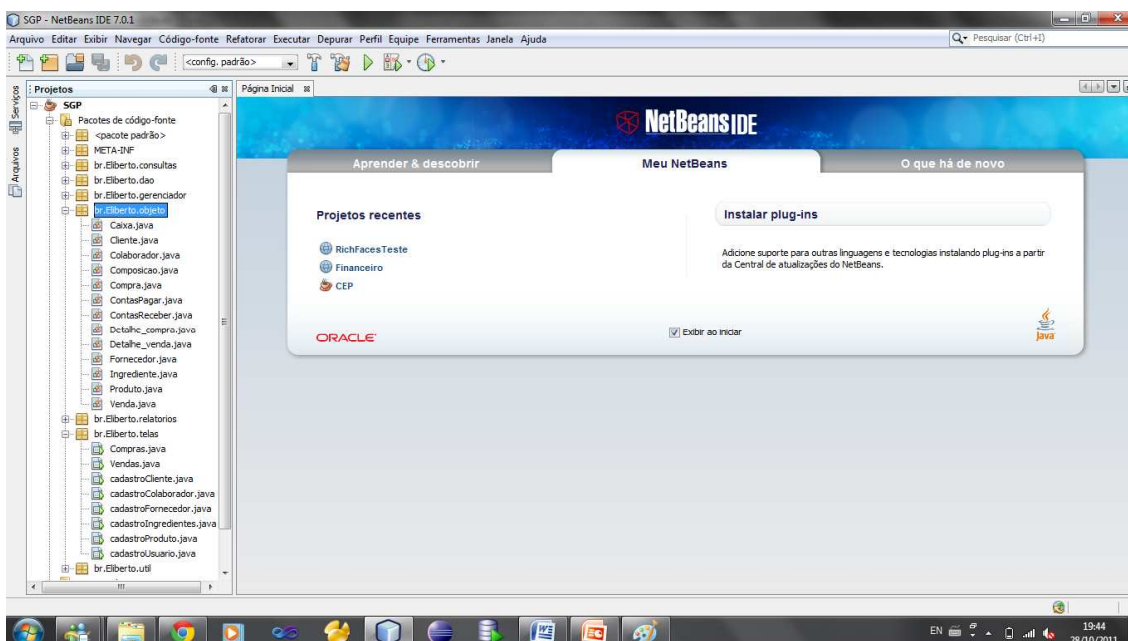 SGP - NetBeans IDE 7.0.1
Arquivo Editar Exibir Navegar Código-fonte Refatorar Executar Depurar Perfil Equipe Ferramentas Janela Ajuda
Pesquisar (Ctrl+I)
<config. padrão>
Serviços
Arquivos
Projetos
Página Inicial
SGP
Pacotes de código-fonte
<pacote padrão>
META-INF
br.Eliberto.consultas
br.Eliberto.dao
br.Eliberto.gerenciador
br.Eliberto.objeto
Caixa.java
Cliente.java
Colaborador.java
Composicao.java
Compra.java
ContasPagar.java
ContasReceber.java
Detalhe_compra.java
Detalhe_venda.java
Fornecedor.java
Ingrediente.java
Produto.java
Venda.java
br.Eliberto.relatorios
br.Eliberto.telas
Compras.java
Vendas.java
cadastroCliente.java
cadastroColaborador.java
cadastroFornecedor.java
cadastroIngredientes.java
cadastroProduto.java
cadastroUsuario.java
br.Eliberto.util
NetBeans IDE
Aprender & descobrir
Meu NetBeans
O que há de novo
Projetos recentes
RichFacesTeste
Financeiro
CEP
Instalar plug-ins
Adicione suporte para outras linguagens e tecnologias instalando plug-ins a partir
da Central de atualizações do NetBeans.
ORACLE
Exibir ao iniciar
Java
EN
19:44
28/10/2011